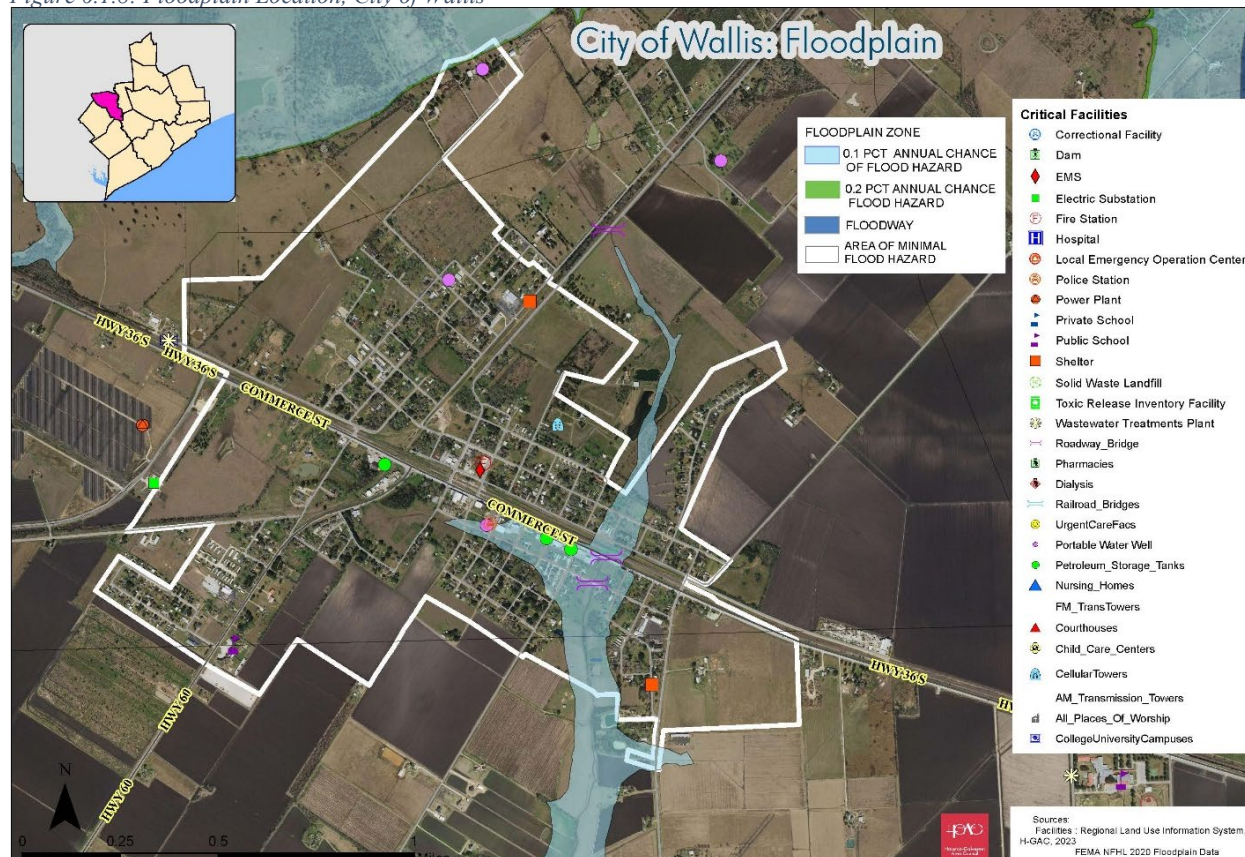 Figure 6.1.8: Floodplain Location, City of Wallis
City of Wallis: Floodplain
FLOODPLAIN ZONE
0.1 PCT ANNUAL CHANCE
OF FLOOD HAZARD
0.2 PCT ANNUAL CHANCE
FLOOD HAZARD
FLOODWAY
AREA OF MINIMAL
FLOOD HAZARD
Critical Facilities
Correctional Facility
Dam
EMS
Electric Substation
Fire Station
Hospital
Local Emergency Operation Center
Police Station
Power Plant
Private School
Public School
Shelter
Solid Waste Landfill
Toxic Release Inventory Facility
Wastewater Treatments Plant
Roadway_Bridge
Pharmacies
Dialysis
Railroad_Bridges
UrgentCareFacs
Portable Water Well
Petroleum_Storage_Tanks
Nursing_Homes
FM_TransTowers
Courthouses
Child_Care_Centers
CellularTowers
AM_Transmission_Towers
All_Places_Of_Worship
CollegeUniversityCampuses
HWY 36 S
HWY 36 S
COMMERCE ST
COMMERCE ST
HWY 36 S
HWY 60
HWY 60
N
0 0.25 0.5 1
Miles
Sources:
Facilities : Regional Land Use Information System,
H-GAC, 2023
FEMA NFHL 2020 Floodplain Data